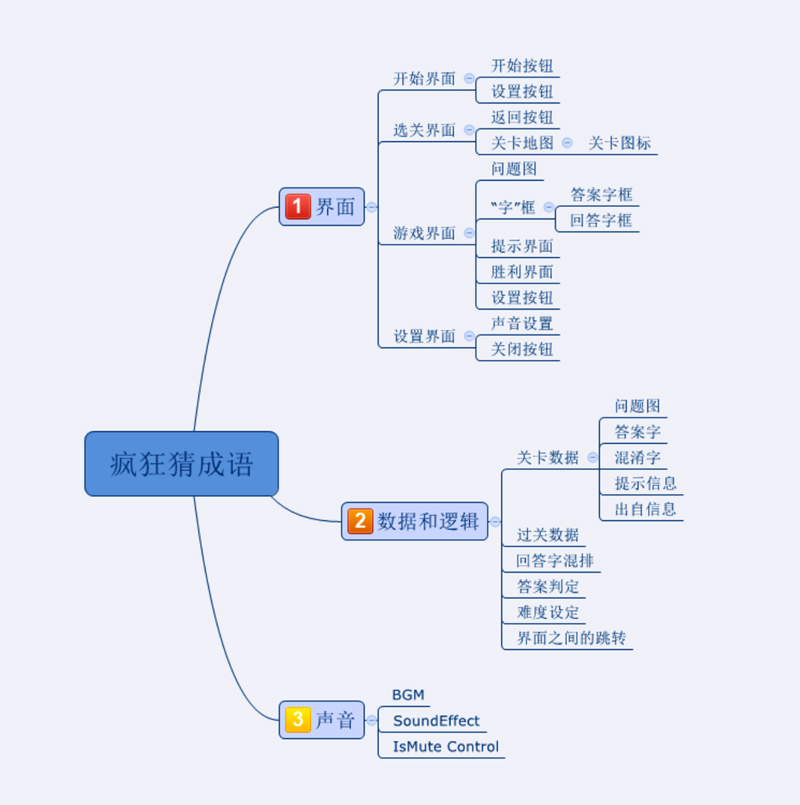 疯狂猜成语
1 界面
开始界面
开始按钮
设置按钮
选关界面
返回按钮
关卡地图
关卡图标
游戏界面
问题图
“字”框
答案字框
回答字框
提示界面
胜利界面
设置按钮
设置界面
声音设置
关闭按钮
2 数据和逻辑
关卡数据
问题图
答案字
混淆字
提示信息
出自信息
过关数据
回答字混排
答案判定
难度设定
界面之间的跳转
3 声音
BGM
SoundEffect
IsMute Control